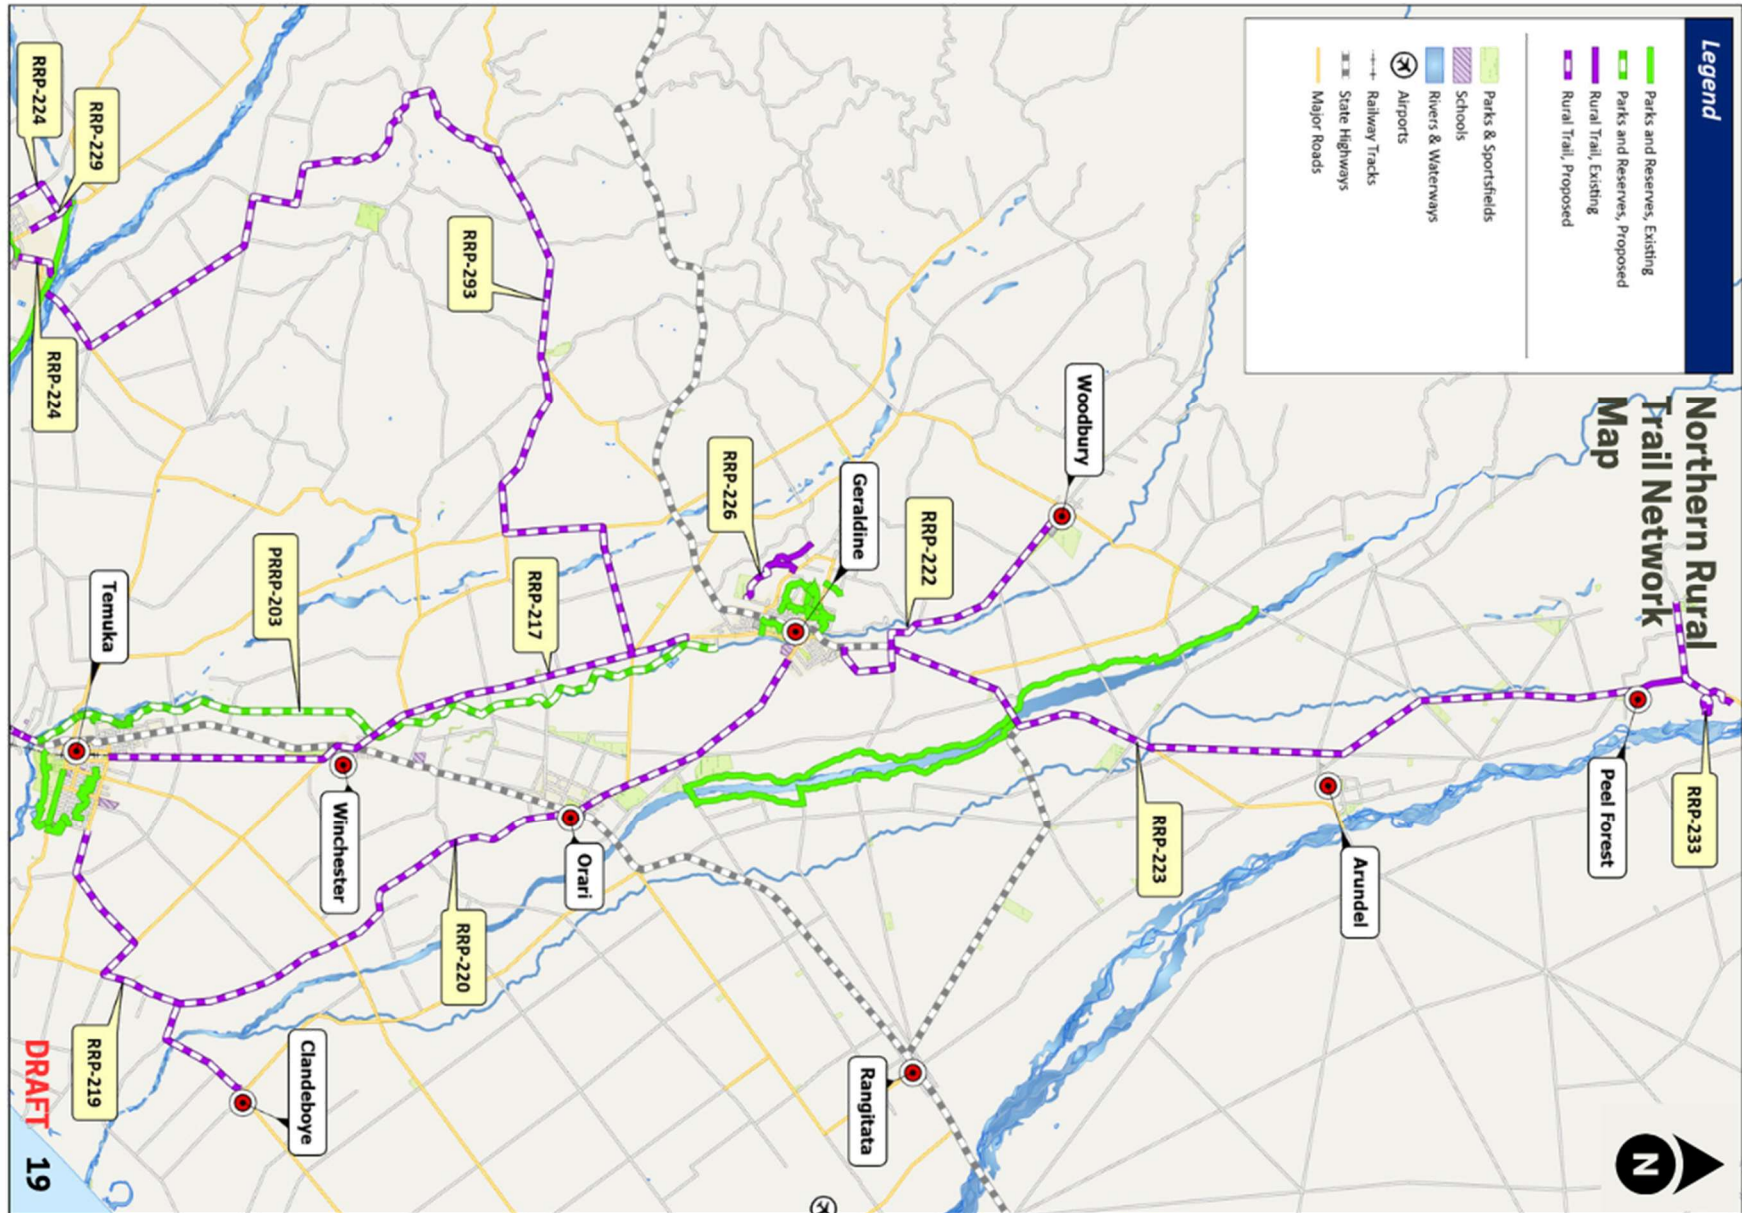 Northern Rural
Trail Network
Map
Legend
Parks and Reserves, Existing
Parks and Reserves, Proposed
Rural Trail, Existing
Rural Trail, Proposed
Parks & Sportsfields
Schools
Rivers & Waterways
Airports
Railway Tracks
State Highways
Major Roads
N
RRP-233
Peel Forest
Arundel
RRP-223
Woodbury
RRP-222
Geraldine
RRP-226
Rangitata
Orari
RRP-217
RRP-293
RRP-220
Winchester
PRRP-203
Clandeboye
Temuka
RRP-219
RRP-229
RRP-224
RRP-224
DRAFT
19